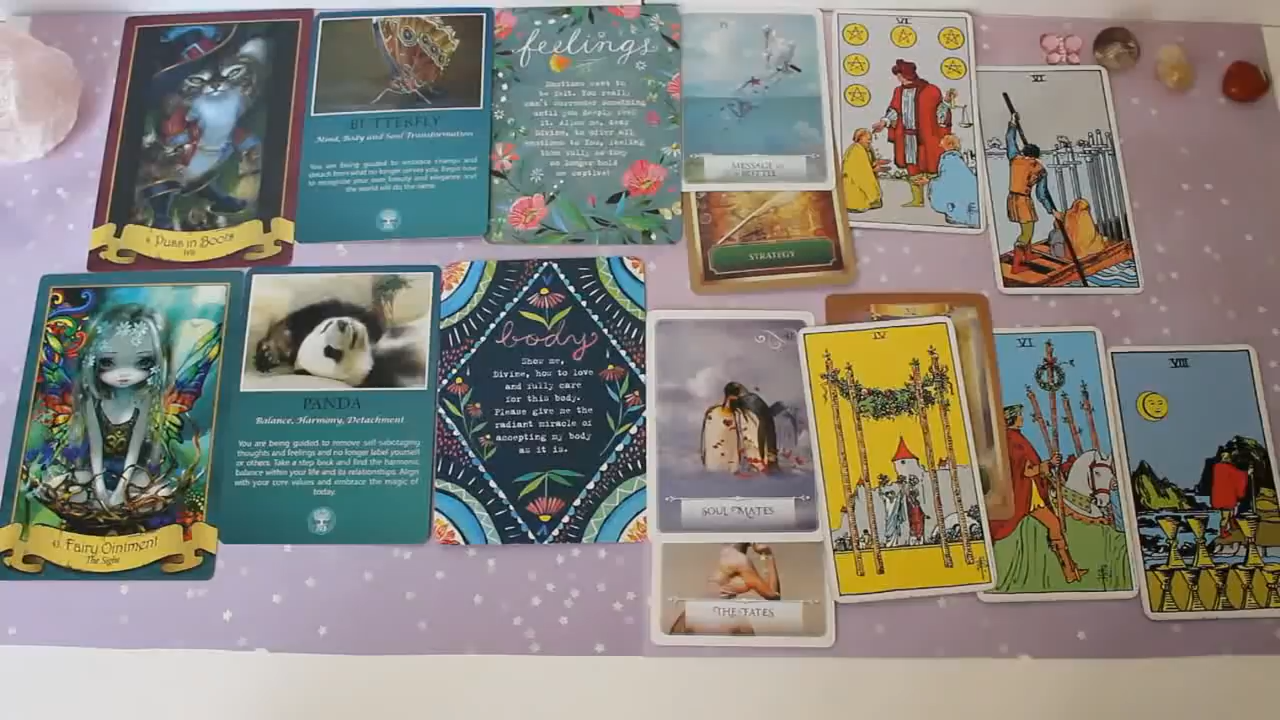 6 Puss in Boots
Wit
BUTTERFLY
Mind, Body and Soul Transformation
You are being guided to embrace change and
detach from what no longer serves you. Begin now
to recognise your own beauty and elegance and
the world will do the same.
feelings
Emotions want to
be felt. You really
can't surrender something
until you deeply feel
it. Allow me, dear
Divine, to offer all
emotions to You, feeling
them fully so they
no longer hold
me captive!
MESSAGE in
a BOTTLE
STRATEGY
VI
VI
43. Fairy Ointment
The Sight
PANDA
Balance, Harmony, Detachment
You are being guided to remove self-sabotaging
thoughts and feelings and no longer label yourself
or others. Take a step back and find the harmonic
balance within your life and its relationships. Align
with your core values and embrace the magic of
today.
body
Show me,
Divine, how to love
and fully care
for this body.
Please give me the
radiant miracle of
accepting my body
as it is.
SOUL MATES
THE FATES
IV
VI
VIII